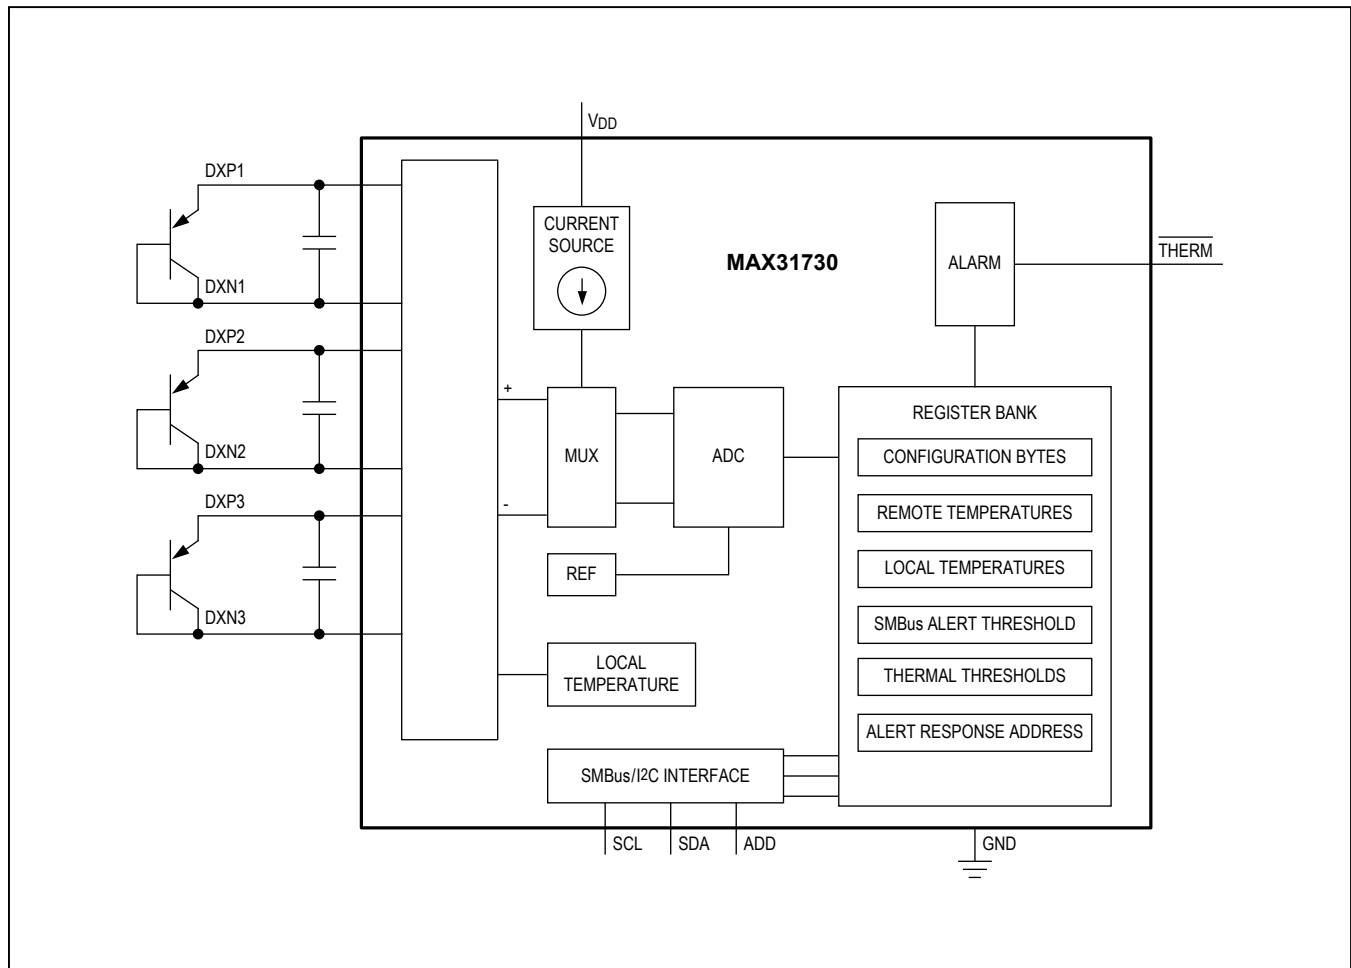 VDD
DXP1
CURRENT
SOURCE
MAX31730
ALARM
THERM
DXN1
DXP2
+
REGISTER BANK
MUX
ADC
CONFIGURATION BYTES
DXN2
DXP3
-
REMOTE TEMPERATURES
REF
LOCAL TEMPERATURES
DXN3
SMBus ALERT THRESHOLD
LOCAL
TEMPERATURE
THERMAL THRESHOLDS
ALERT RESPONSE ADDRESS
SMBus/I2C INTERFACE
SCL
SDA
ADD
GND